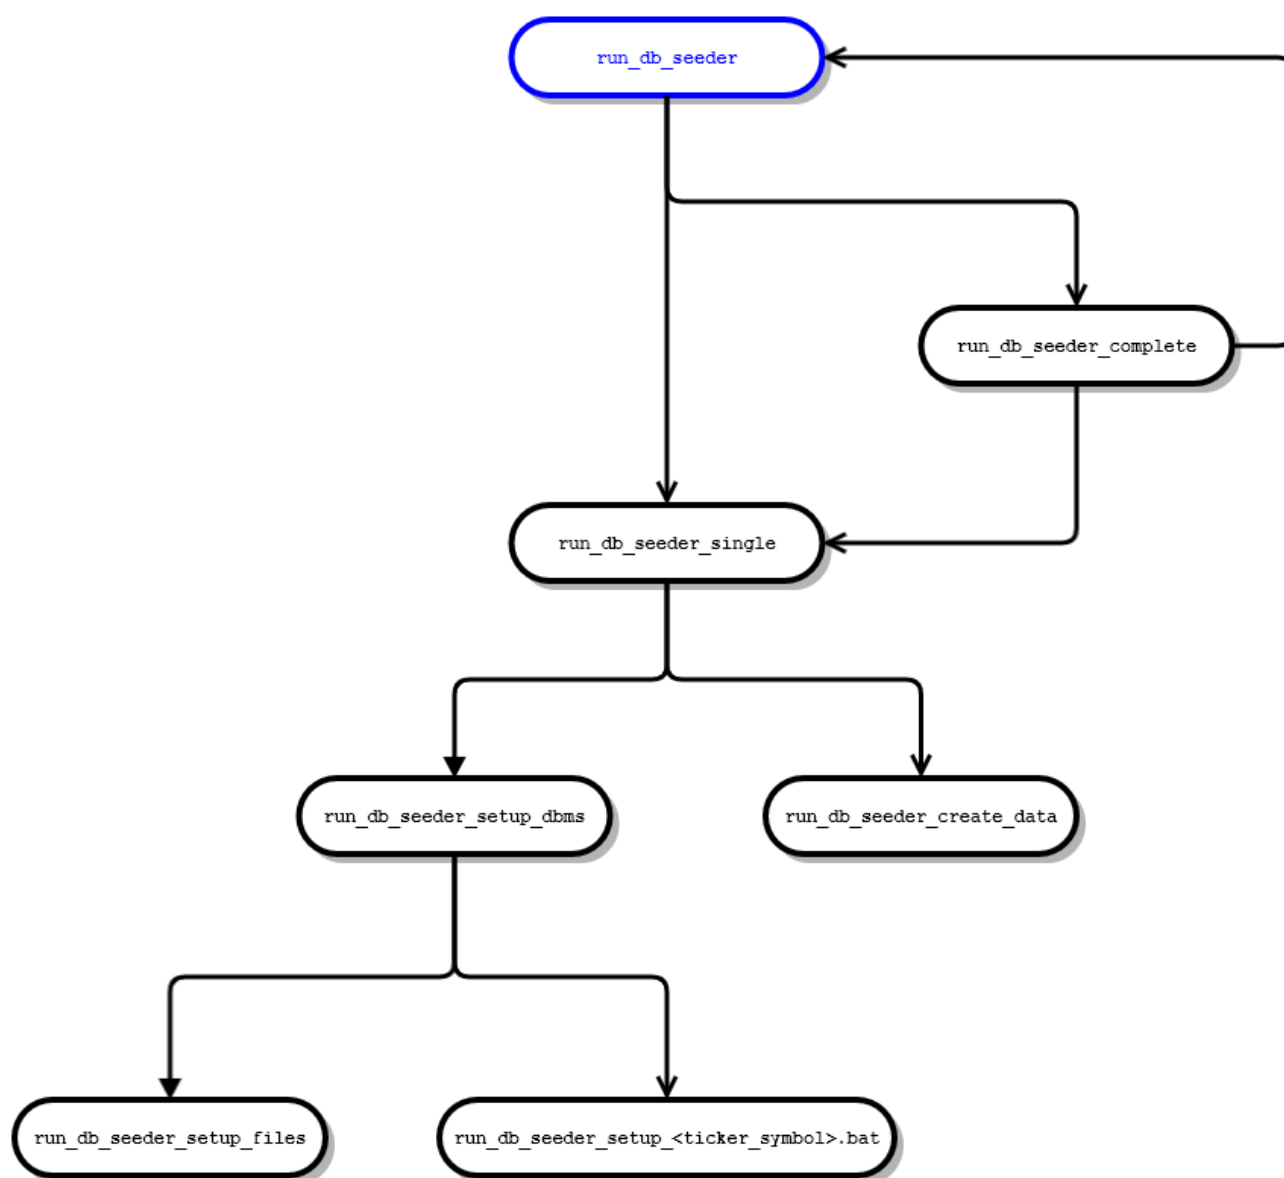 run_db_seeder
run_db_seeder_complete
run_db_seeder_single
run_db_seeder_setup_dbms
run_db_seeder_create_data
run_db_seeder_setup_files
run_db_seeder_setup_<ticker_symbol>.bat